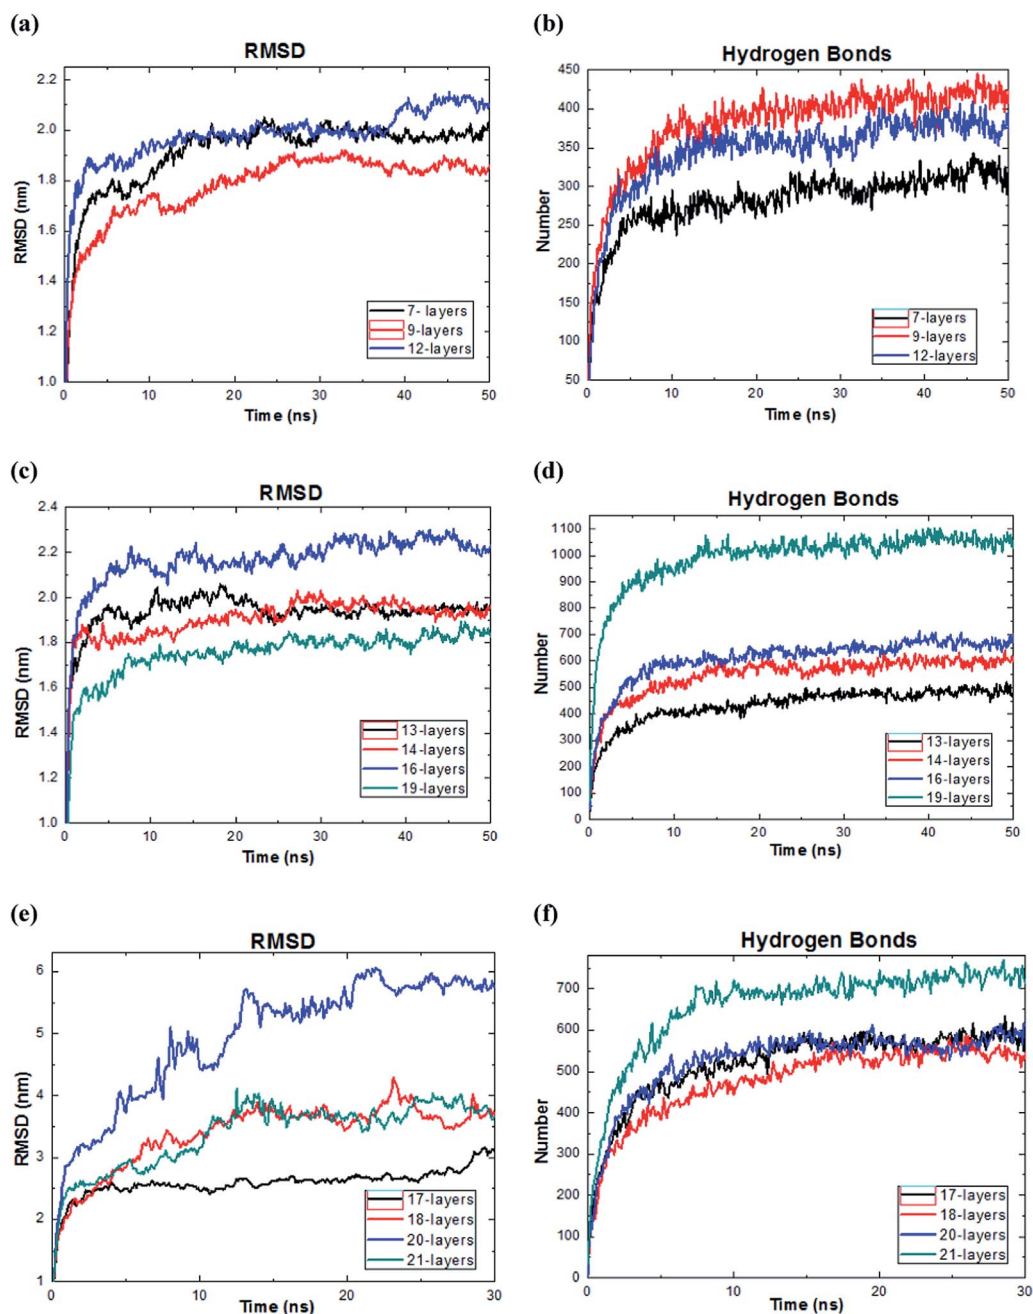 (a)
RMSD
RMSD (nm)
2.2
2.0
1.8
1.6
1.4
1.2
1.0
7- layers
9-layers
12-layers
0 10 20 30 40 50
Time (ns)
(b)
Hydrogen Bonds
Number
450
400
350
300
250
200
150
100
50
7-layers
9-layers
12-layers
0 10 20 30 40 50
Time (ns)
(c)
RMSD
RMSD (nm)
2.4
2.2
2.0
1.8
1.6
1.4
1.2
1.0
13-layers
14-layers
16-layers
19-layers
0 10 20 30 40 50
Time (ns)
(d)
Hydrogen Bonds
Number
1100
1000
900
800
700
600
500
400
300
200
100
0
13-layers
14-layers
16-layers
19-layers
0 10 20 30 40 50
Time (ns)
(e)
RMSD
RMSD (nm)
6
5
4
3
2
1
17-layers
18-layers
20-layers
21-layers
10 20 30
Time (ns)
(f)
Hydrogen Bonds
Number
700
600
500
400
300
200
100
0
17-layers
18-layers
20-layers
21-layers
0 10 20 30
Time (ns)